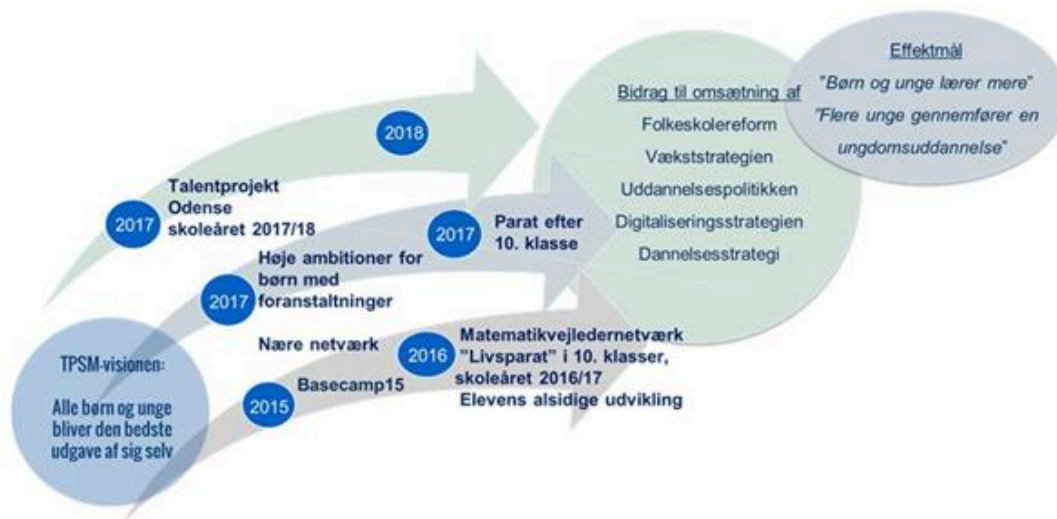 TPSM-visionen:
Alle børn og unge
bliver den bedste
udgave af sig selv
2015
Basecamp15
Nære netværk
2016
Matematikvejledernetværk
"Livsparat" i 10. klasser,
skoleåret 2016/17
Elevens alsidige udvikling
2017
Høje ambitioner for
børn med
foranstaltninger
2017
Parat efter
10. klasse
2017
Talentprojekt
Odense
skoleåret 2017/18
2018
Bidrag til omsætning af
Folkeskolereform
Vækststrategien
Uddannelsespolitikken
Digitaliseringsstrategien
Dannelsesstrategi
Effektmål
"Børn og unge lærer mere"
"Flere unge gennemfører en
ungdomsuddannelse"